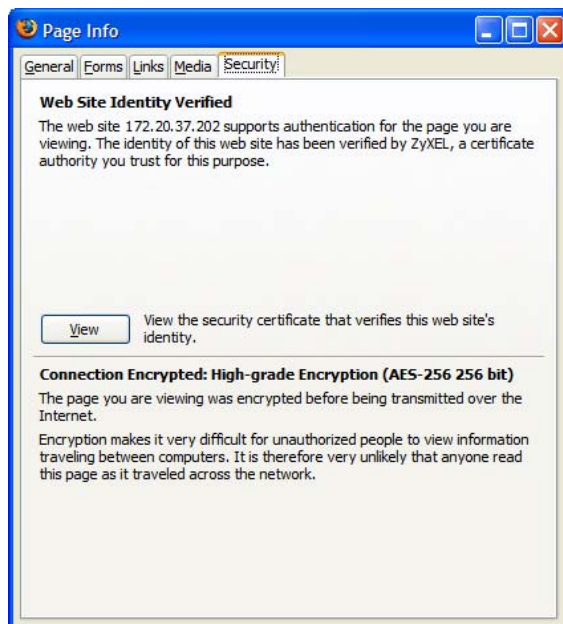 Page Info
General Forms Links Media Security
Web Site Identity Verified
The web site 172.20.37.202 supports authentication for the page you are
viewing. The identity of this web site has been verified by ZyXEL, a certificate
authority you trust for this purpose.
View
View the security certificate that verifies this web site's
identity.
Connection Encrypted: High-grade Encryption (AES-256 256 bit)
The page you are viewing was encrypted before being transmitted over the
Internet.
Encryption makes it very difficult for unauthorized people to view information
traveling between computers. It is therefore very unlikely that anyone read
this page as it traveled across the network.